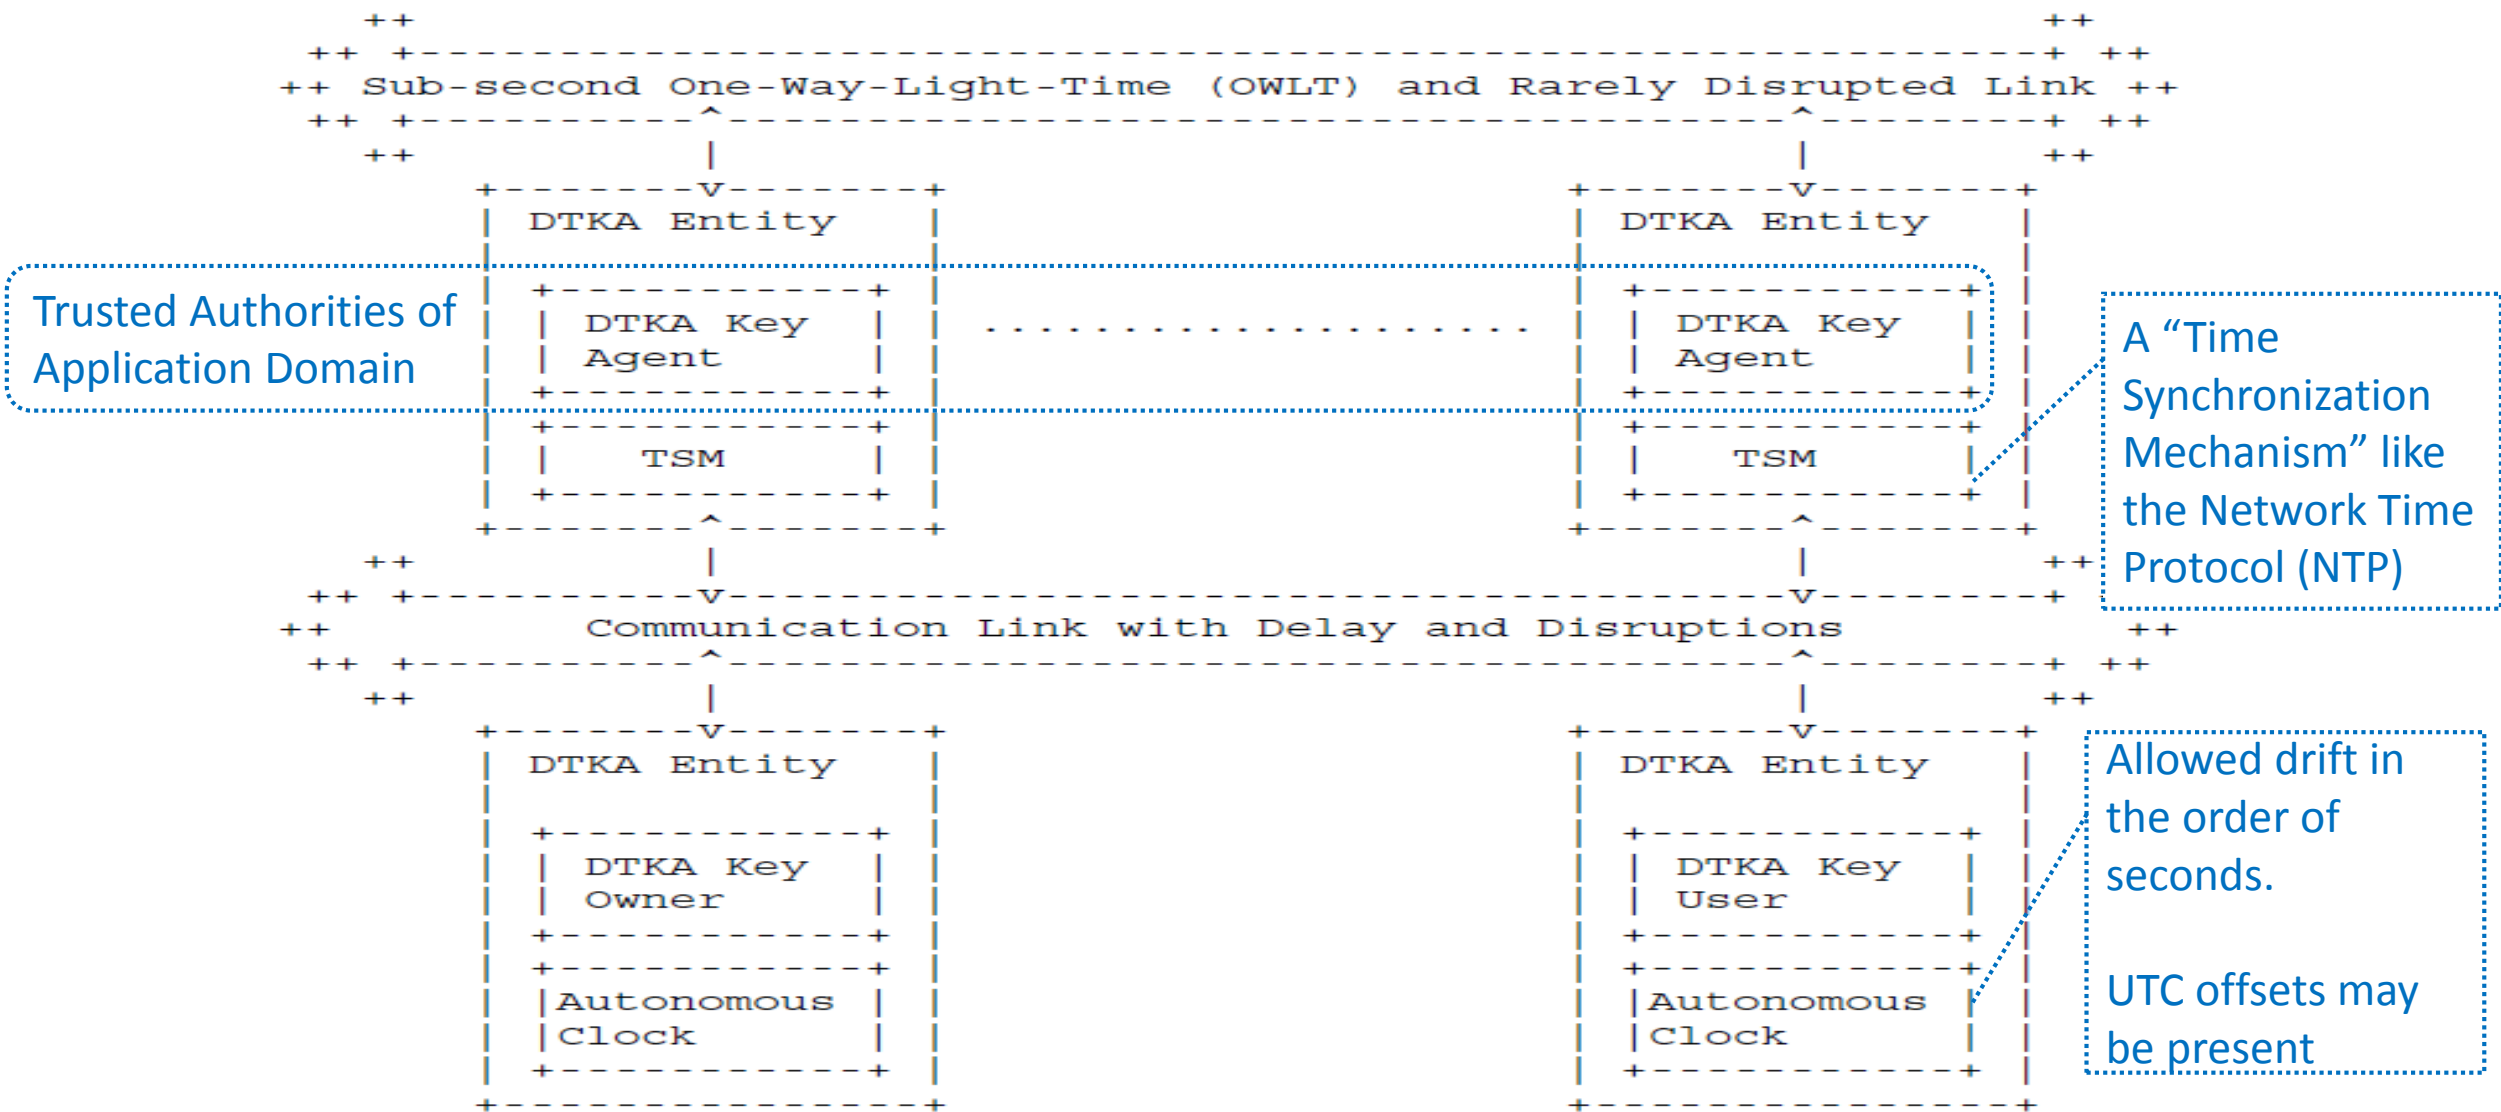 Sub-second One-Way-Light-Time (OWLT) and Rarely Disrupted Link
DTKA Entity
DTKA Entity
Trusted Authorities of
Application Domain
DTKA Key
Agent
.....................
DTKA Key
Agent
TSM
TSM
A “Time
Synchronization
Mechanism” like
the Network Time
Protocol (NTP)
Communication Link with Delay and Disruptions
DTKA Entity
DTKA Entity
DTKA Key
Owner
DTKA Key
User
Autonomous
Clock
Autonomous
Clock
Allowed drift in
the order of
seconds.
UTC offsets may
be present